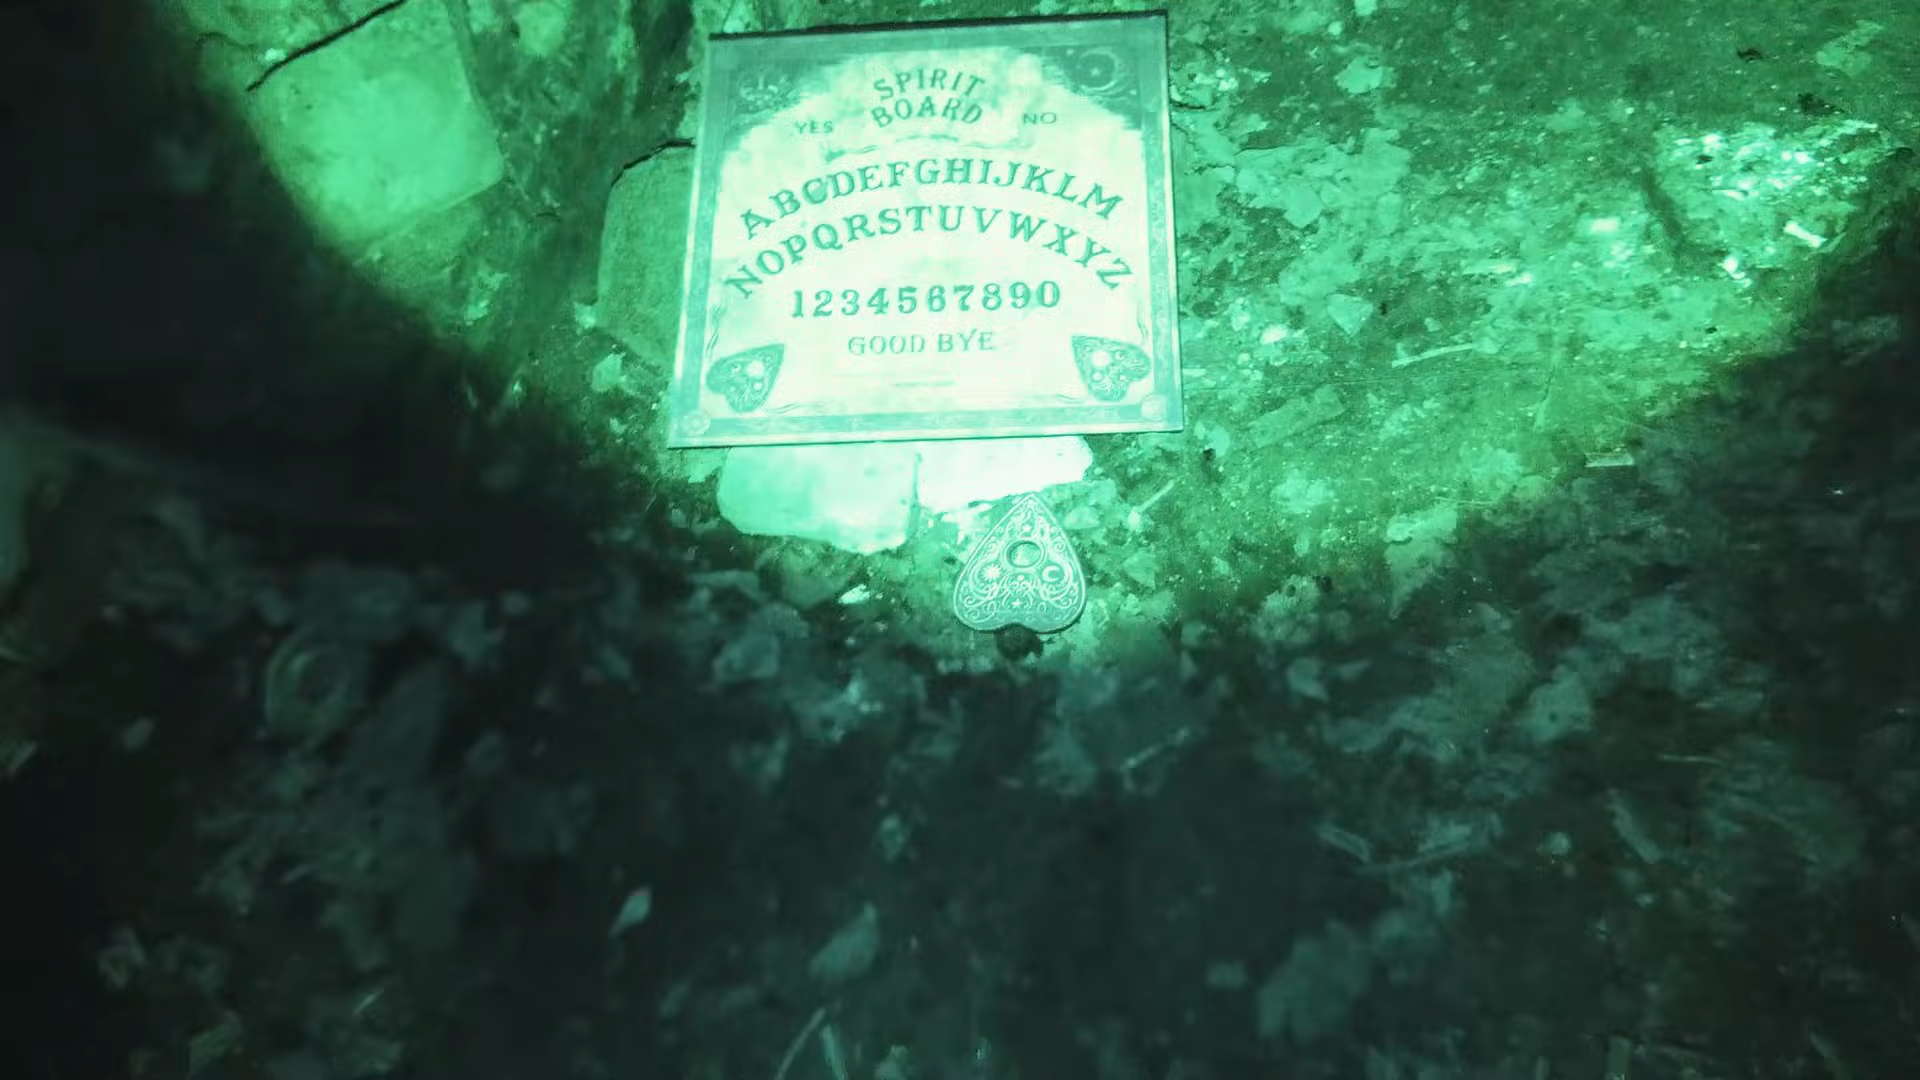 SPIRIT
BOARD
YES NO
ABCDEFGHIJKLM
NOPQRSTUVWXYZ
1234567890
GOOD BYE